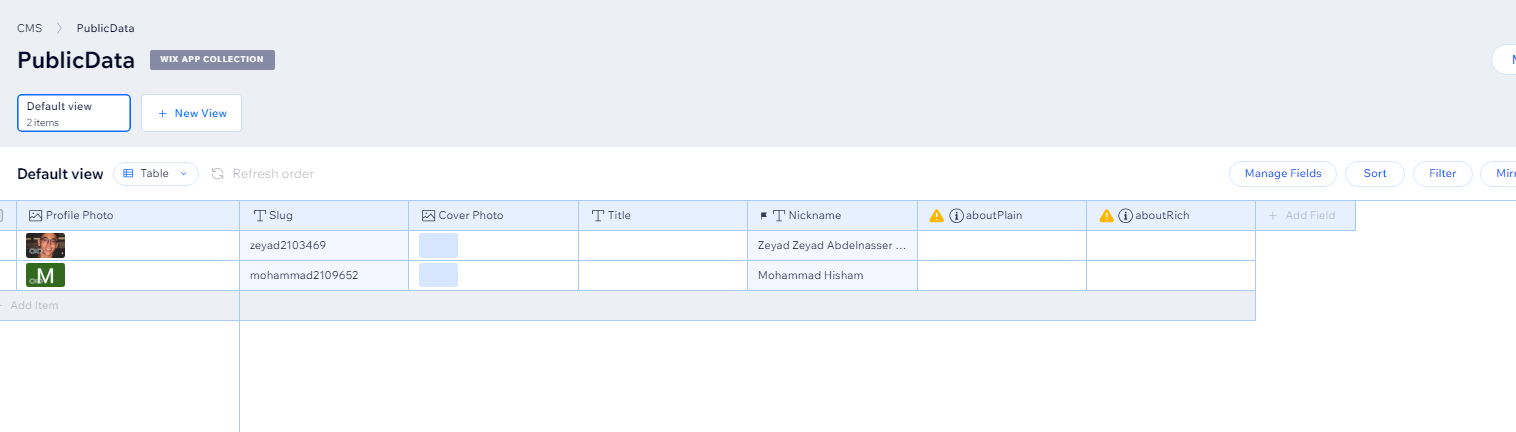 CMS > PublicData
PublicData WIX APP COLLECTION
Default view
2 items
+ New View
Default view Table Refresh order Manage Fields Sort Filter
Profile Photo Slug Cover Photo Title Nickname aboutPlain aboutRich + Add Field
zeyad2103469 Zeyad Zeyad Abdelnasser ...
M mohammad2109652 Mohammad Hisham
Add Item